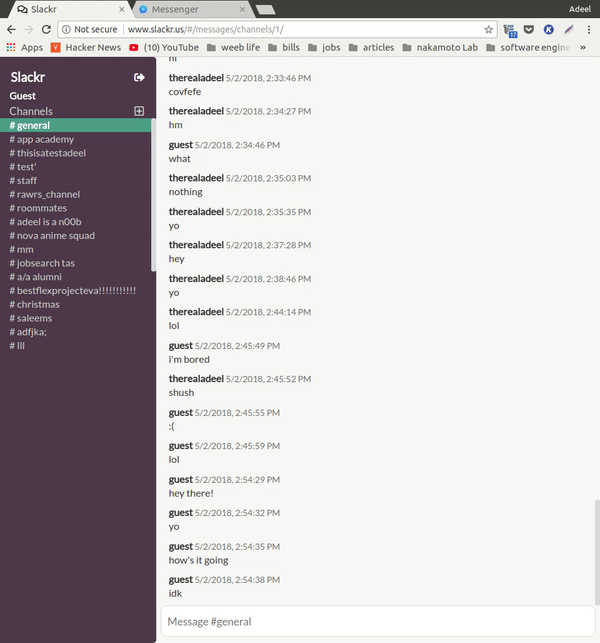 Adeel
Slackr
Messenger
Not secure
www.slackr.us/#/messages/channels/1/
17
Apps
Hacker News
(10) YouTube
weeb life
bills
jobs
articles
nakamoto Lab
software engine
»
Slackr
Guest
Channels
# general
# app academy
# thisisatestadeel
# test'
# staff
# rawrs_channel
# roommates
# adeel is a n00b
# nova anime squad
# mm
# jobsearch tas
# a/a alumni
# bestflexprojecteva!!!!!!!!!!!
# christmas
# saleems
# adfjka;
# lll
hi
therealadeel 5/2/2018, 2:33:46 PM
covfefe
therealadeel 5/2/2018, 2:34:27 PM
hm
guest 5/2/2018, 2:34:46 PM
what
therealadeel 5/2/2018, 2:35:03 PM
nothing
therealadeel 5/2/2018, 2:35:35 PM
yo
therealadeel 5/2/2018, 2:37:28 PM
hey
therealadeel 5/2/2018, 2:38:46 PM
yo
therealadeel 5/2/2018, 2:44:14 PM
lol
guest 5/2/2018, 2:45:49 PM
i'm bored
therealadeel 5/2/2018, 2:45:52 PM
shush
guest 5/2/2018, 2:45:55 PM
:(
guest 5/2/2018, 2:45:59 PM
lol
guest 5/2/2018, 2:54:29 PM
hey there!
guest 5/2/2018, 2:54:32 PM
yo
guest 5/2/2018, 2:54:35 PM
how's it going
guest 5/2/2018, 2:54:38 PM
idk
Message #general